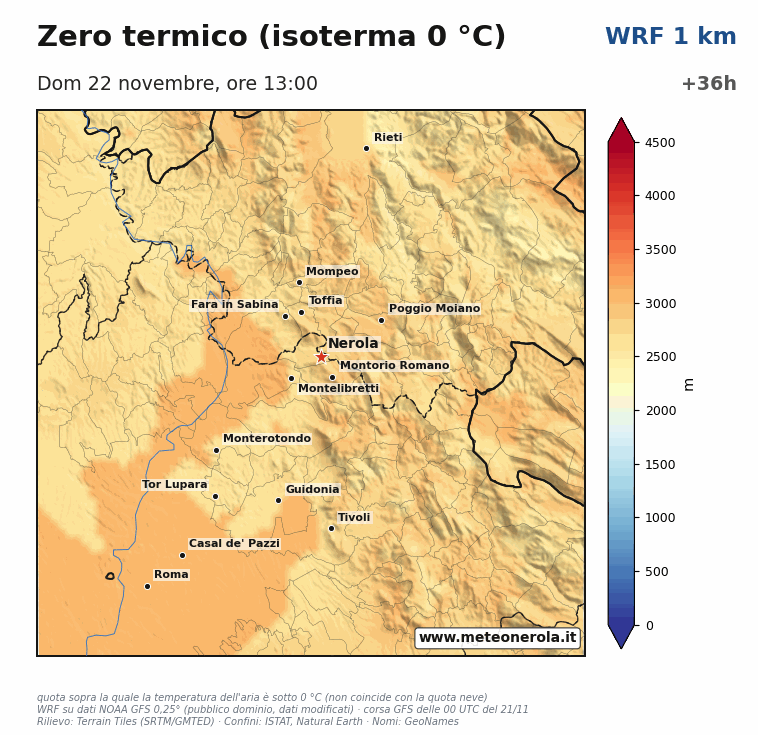 Zero termico (isoterma 0 °C)
WRF 1 km
Dom 22 novembre, ore 13:00
+36h
Rieti
Mompeo
Toffia
Fara in Sabina
Poggio Moiano
Nerola
Montorio Romano
Montelibretti
Monterotondo
Tor Lupara
Guidonia
Tivoli
Casal de' Pazzi
Roma
www.meteonerola.it
4500
4000
3500
3000
2500
2000
1500
1000
500
0
m
quota sopra la quale la temperatura dell'aria è sotto 0 °C (non coincide con la quota neve)
WRF su dati NOAA GFS 0,25° (pubblico dominio, dati modificati) · corsa GFS delle 00 UTC del 21/11
Rilievo: Terrain Tiles (SRTM/GMTED) · Confini: ISTAT, Natural Earth · Nomi: GeoNames